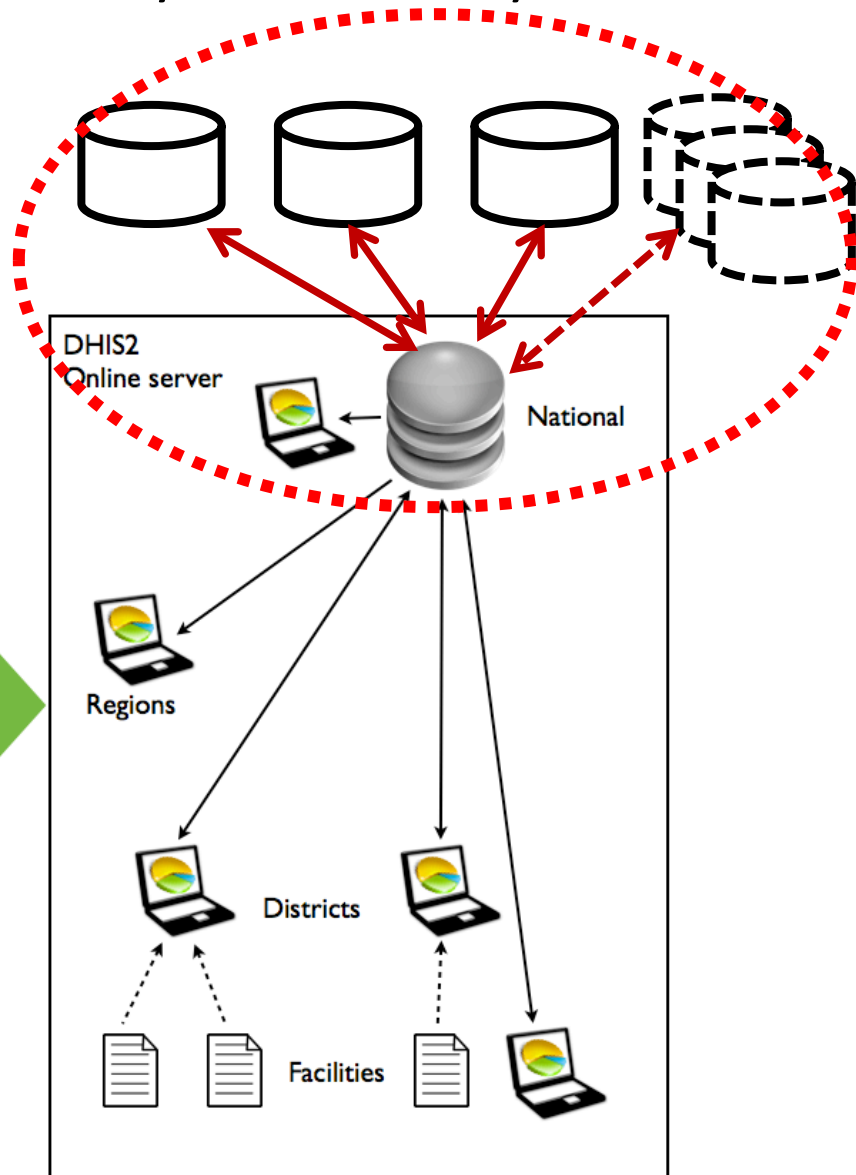 DHIS2
Online server
National
Regions
Districts
Facilities